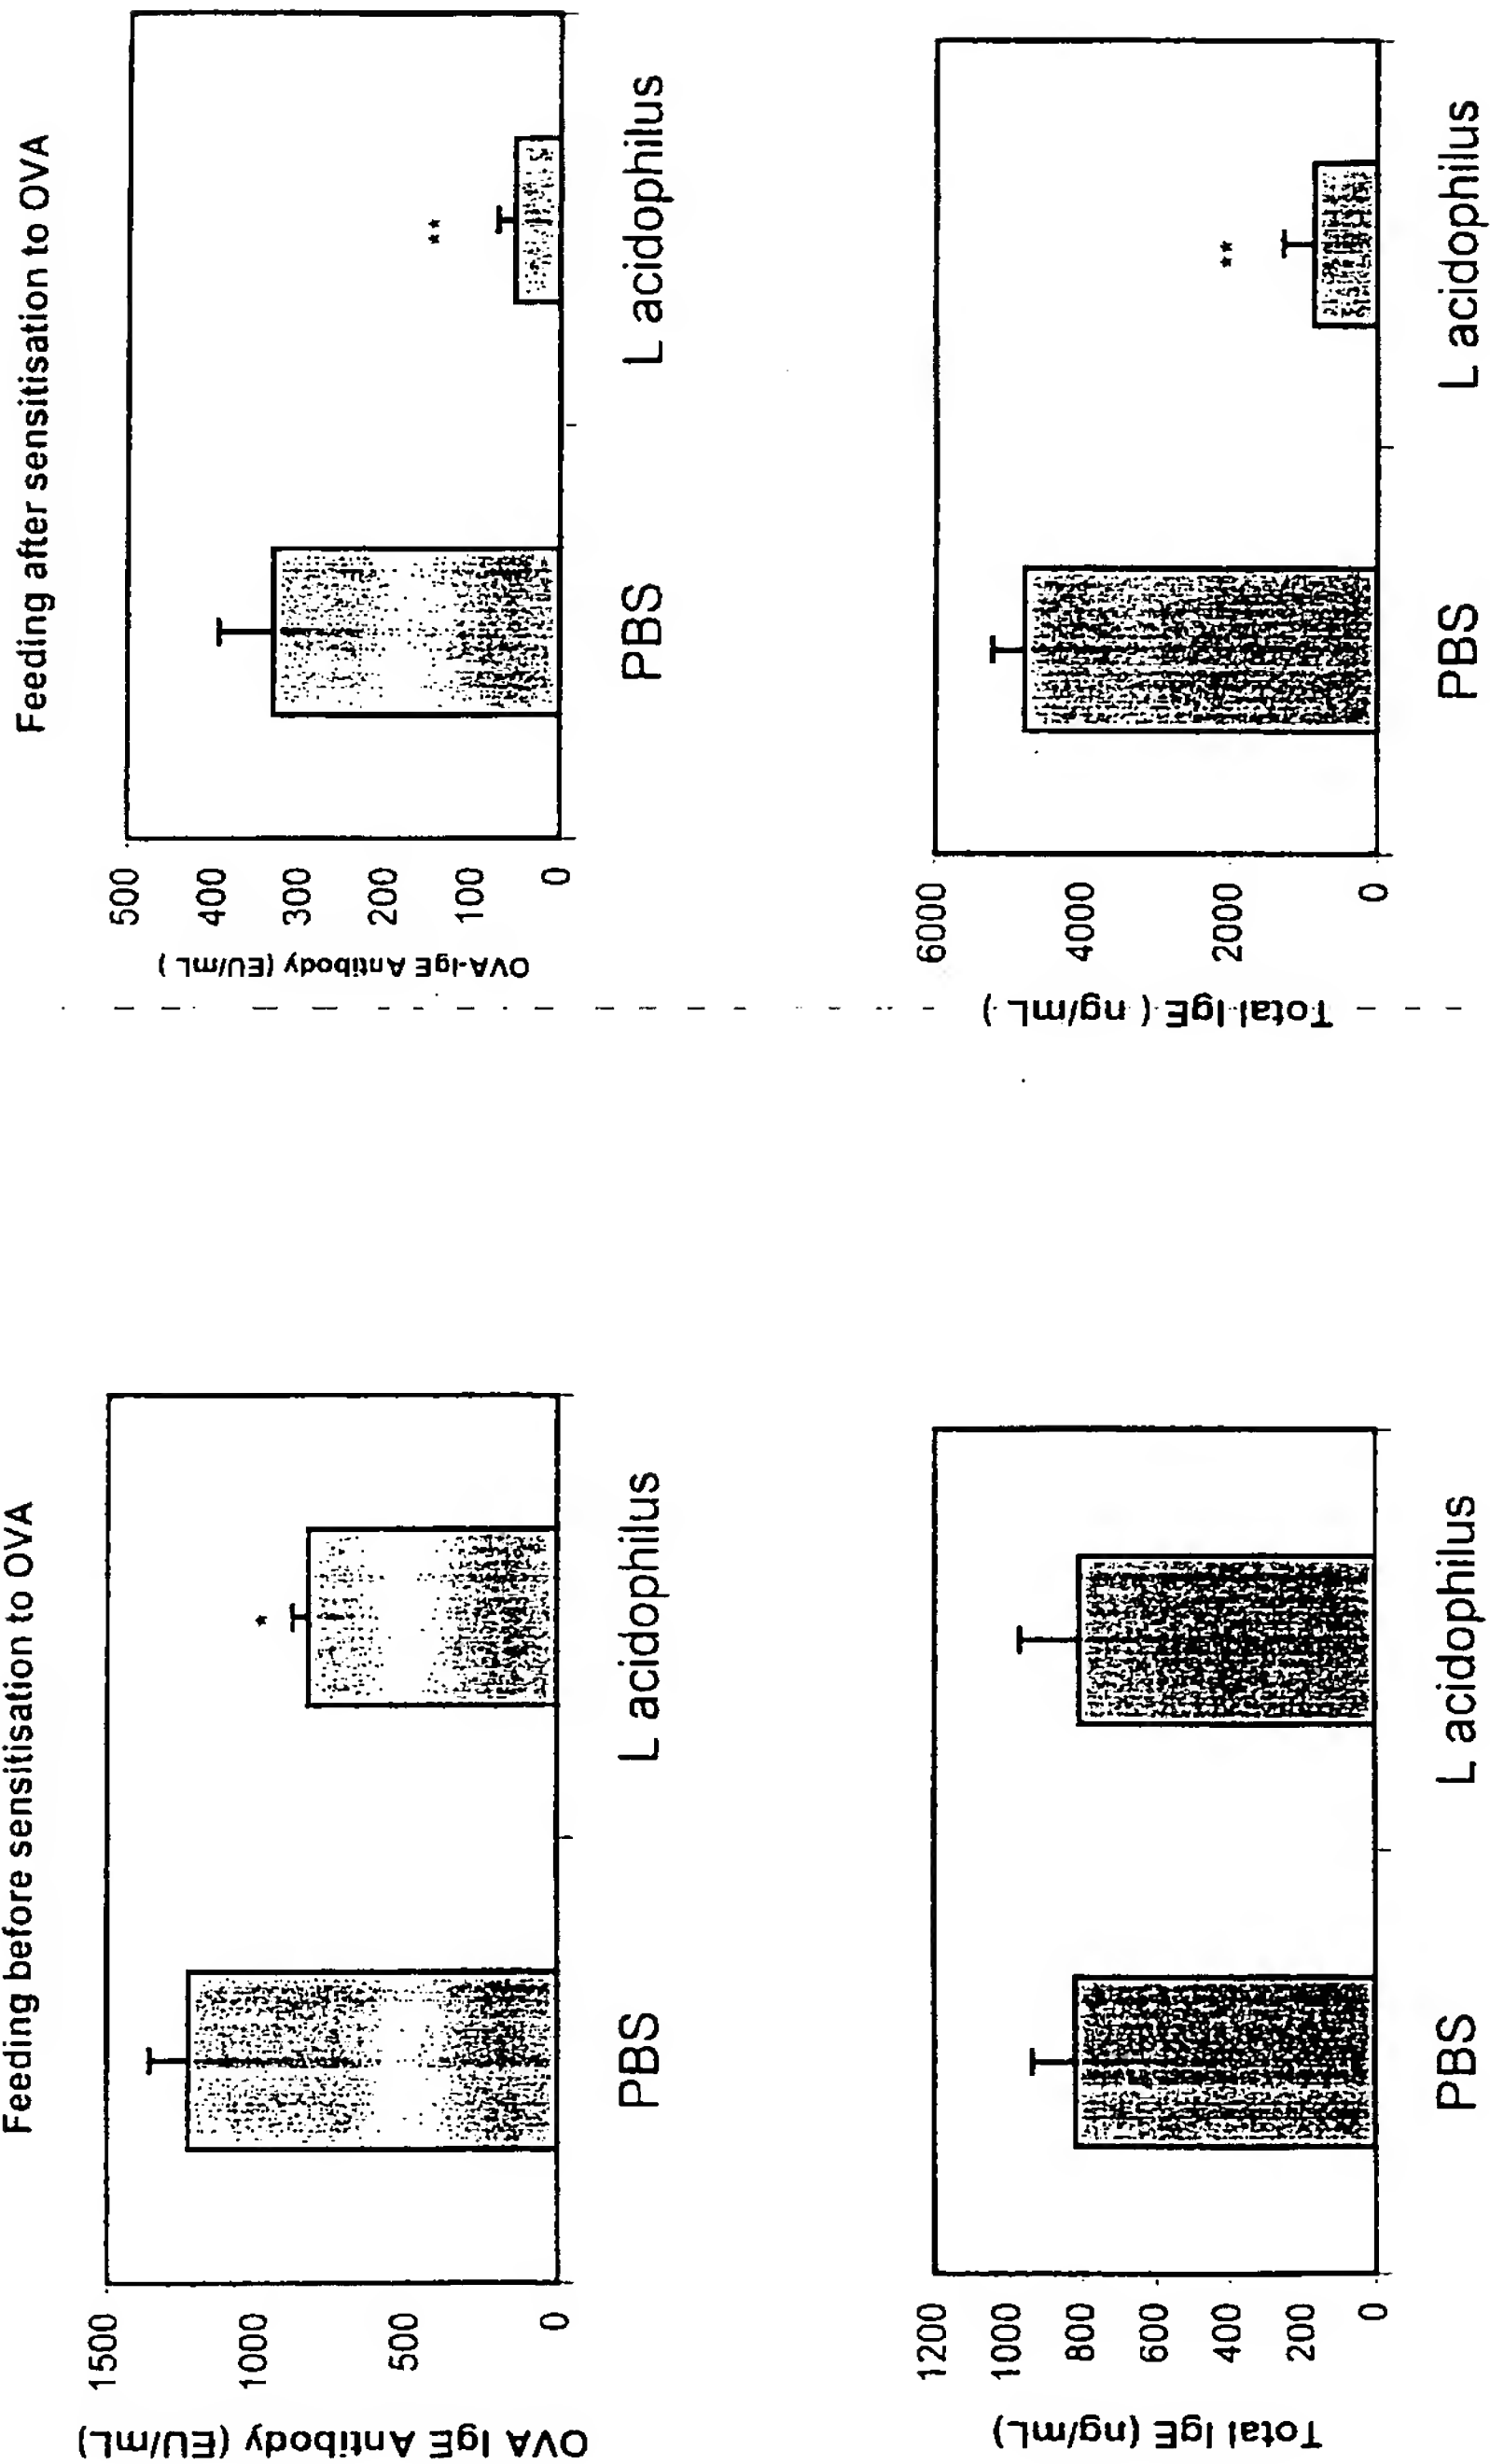 Feeding before sensitisation to OVA
OVA IgE Antibody (EU/mL)
1500
1000
500
0
*
PBS
L acidophilus
Total IgE (ng/mL)
1200
1000
800
600
400
200
0
PBS
L acidophilus
Feeding after sensitisation to OVA
OVA-IgE Antibody (EU/mL )
500
400
300
200
100
0
**
PBS
L acidophilus
Total IgE ( ng/mL )
6000
4000
2000
0
**
PBS
L acidophilus